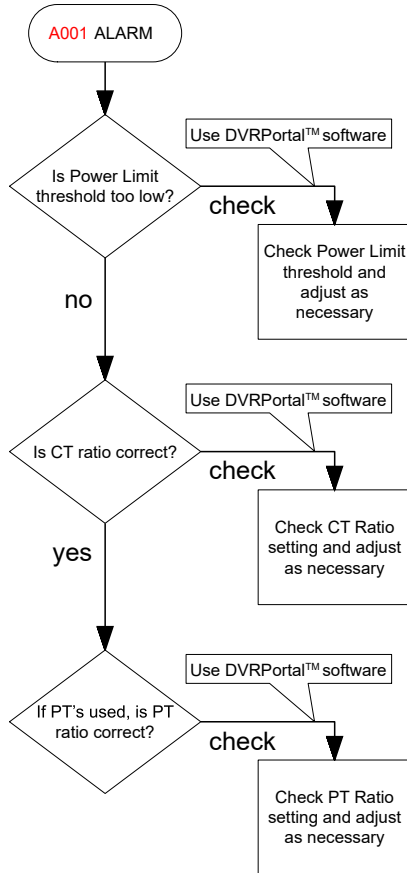 A001 ALARM
Use DVRPortal™ software
Is Power Limit
threshold too low?
check
Check Power Limit
threshold and
adjust as
necessary
no
Use DVRPortal™ software
Is CT ratio correct?
check
Check CT Ratio
setting and adjust
as necessary
yes
Use DVRPortal™ software
If PT's used, is PT
ratio correct?
check
Check PT Ratio
setting and adjust
as necessary